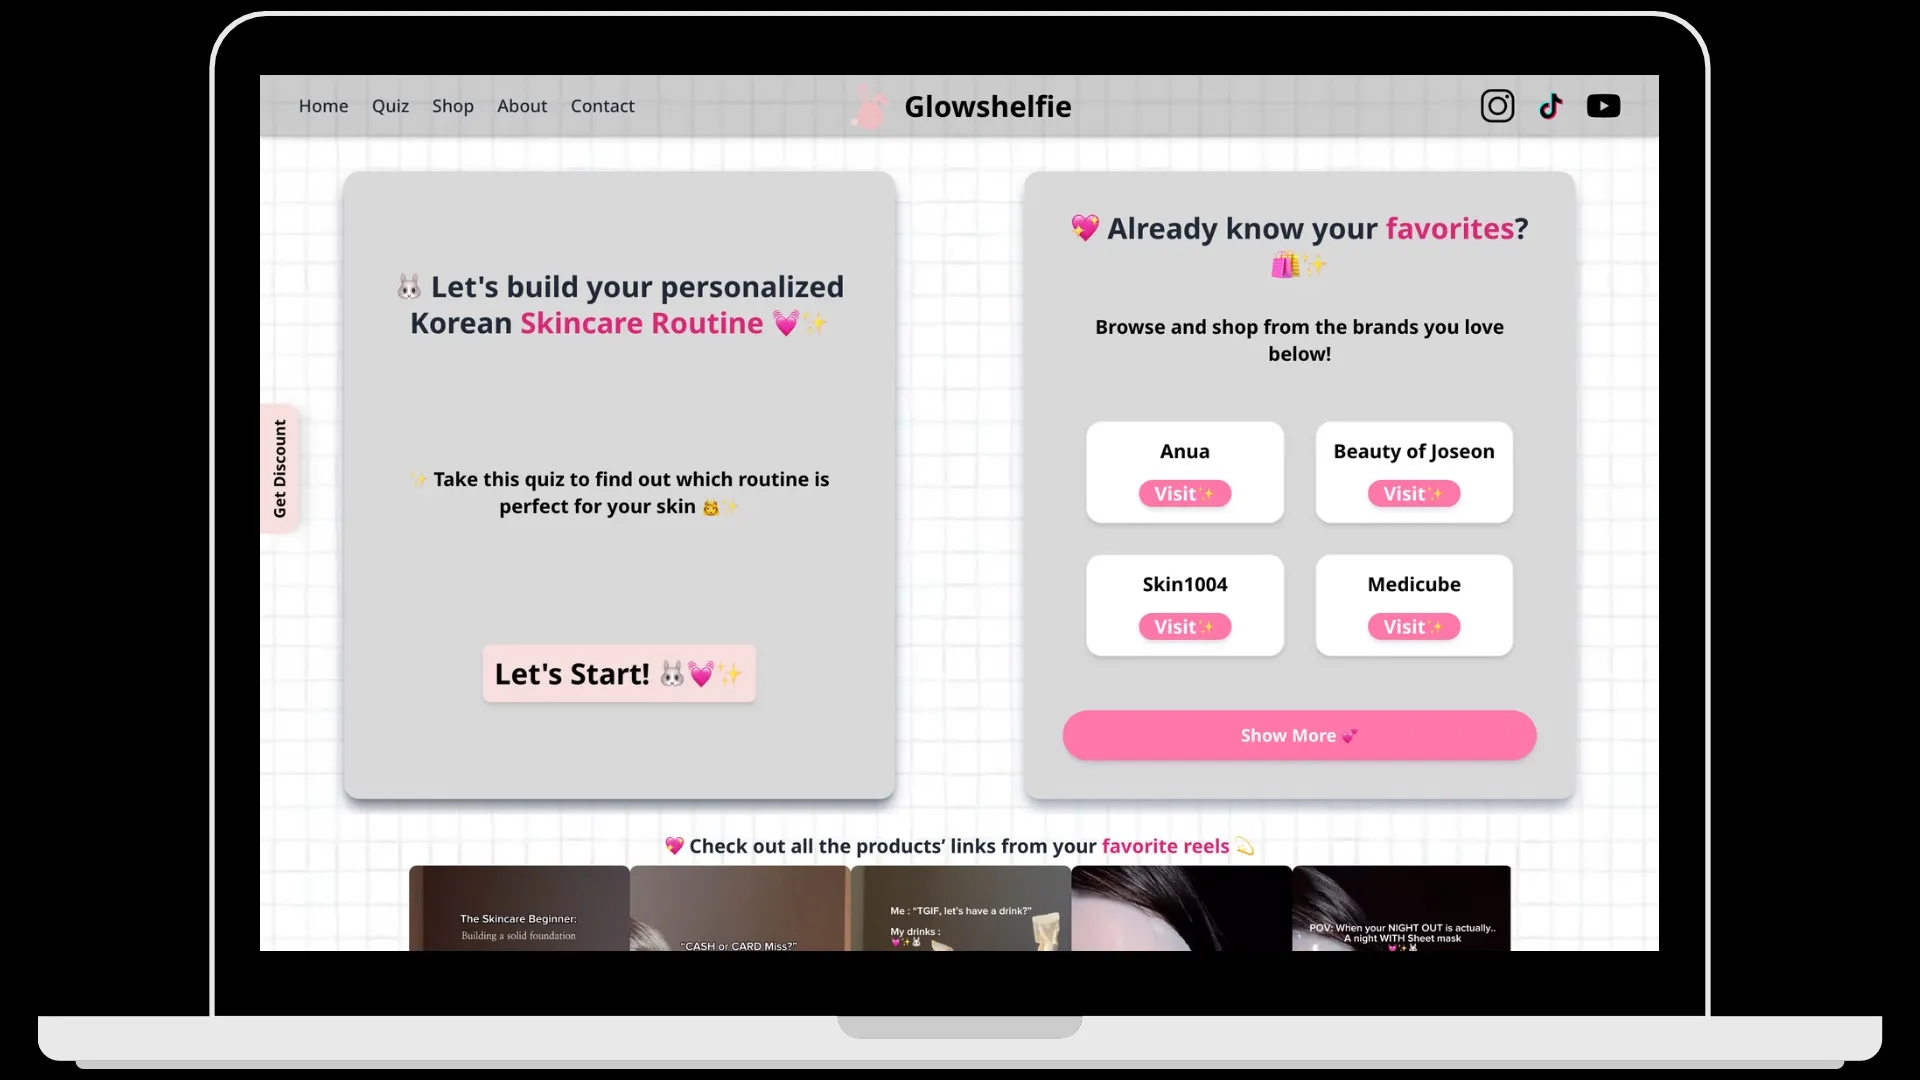 Home Quiz Shop About Contact
Glowshelfie
🐰 Let's build your personalized
Korean Skincare Routine 💓✨
✨ Take this quiz to find out which routine is
perfect for your skin 👸✨
Let's Start! 🐰💓✨
💖 Already know your favorites?
🛍️✨
Browse and shop from the brands you love
below!
Anua
Visit✨
Beauty of Joseon
Visit✨
Skin1004
Visit✨
Medicube
Visit✨
Show More 💕
Get Discount
💖 Check out all the products’ links from your favorite reels 💫
The Skincare Beginner:
Building a solid foundation
"CASH or CARD Miss?"
Me : "TGIF, let's have a drink?"
My drinks :
💓✨🐰
POV: When your NIGHT OUT is actually..
A night WITH Sheet mask
💓✨🐰